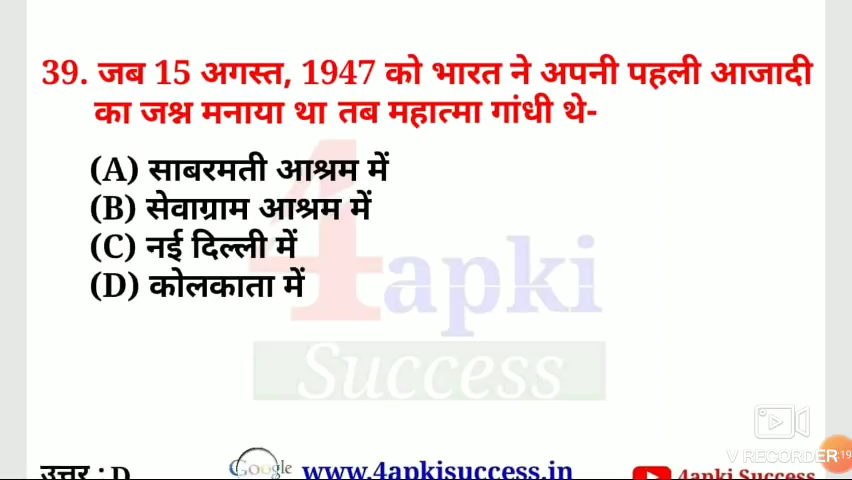 39. जब 15 अगस्त, 1947 को भारत ने अपनी पहली आजादी
का जश्न मनाया था तब महात्मा गांधी थे-
(A) साबरमती आश्रम में
(B) सेवाग्राम आश्रम में
(C) नई दिल्ली में
(D) कोलकाता में
4apki
Success
V RECORDER
:19
उत्तर : D
Google
www.4apkisuccess.in
4apki Success